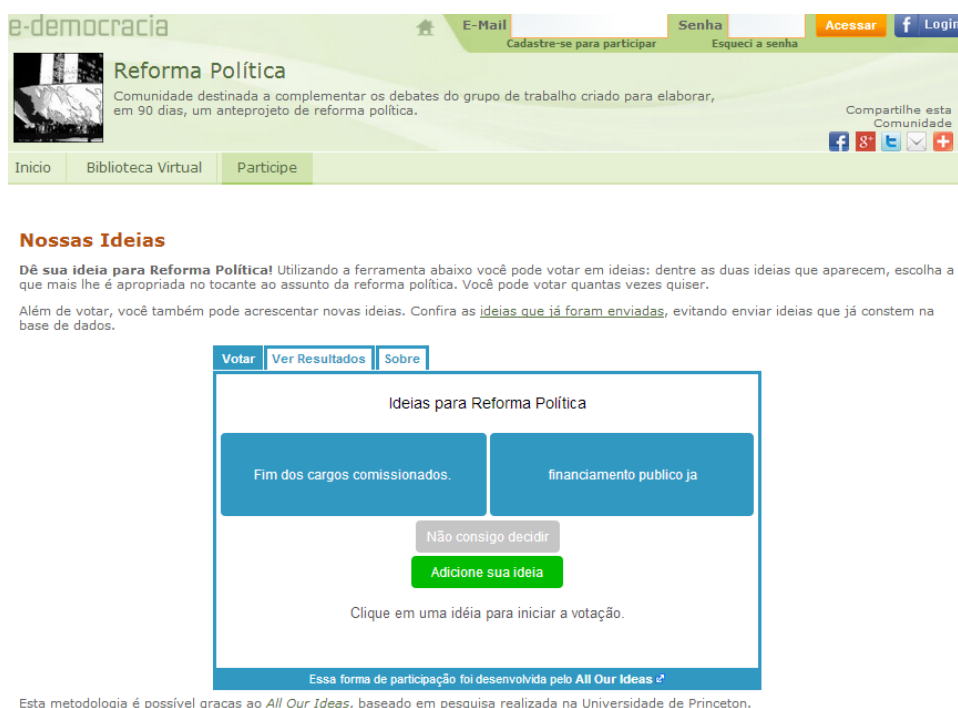 e-democracia
E-Mail
Senha
Acessar
f Login
Cadastre-se para participar
Esqueci a senha
Reforma Política
Comunidade destinada a complementar os debates do grupo de trabalho criado para elaborar,
em 90 dias, um anteprojeto de reforma política.
Compartilhe esta
Comunidade
Inicio
Biblioteca Virtual
Participe
Nossas Ideias
Dê sua ideia para Reforma Política! Utilizando a ferramenta abaixo você pode votar em ideias: dentre as duas ideias que aparecem, escolha a
que mais lhe é apropriada no tocante ao assunto da reforma política. Você pode votar quantas vezes quiser.
Além de votar, você também pode acrescentar novas ideias. Confira as ideias que já foram enviadas, evitando enviar ideias que já constem na
base de dados.
Votar
Ver Resultados
Sobre
Ideias para Reforma Política
Fim dos cargos comissionados.
financiamento publico ja
Não consigo decidir
Adicione sua ideia
Clique em uma idéia para iniciar a votação.
Essa forma de participação foi desenvolvida pelo All Our Ideas
Esta metodologia é possível graças ao All Our Ideas, baseado em pesquisa realizada na Universidade de Princeton.